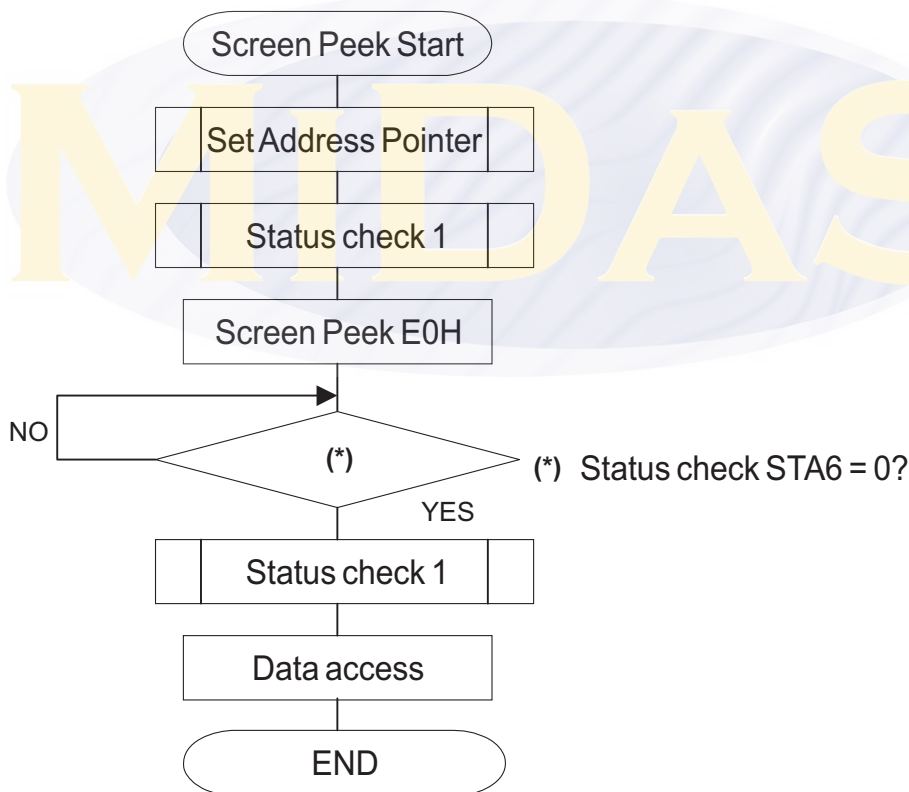 Screen Peek Start
Set Address Pointer
Status check 1
Screen Peek E0H
NO
(*)
(*) Status check STA6 = 0?
YES
Status check 1
Data access
END
MIDAS